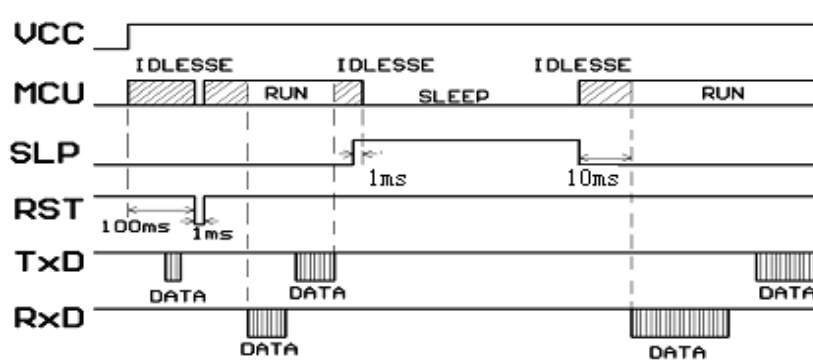 VCC
IDLESSE IDLESSE IDLESSE
MCU RUN SLEEP RUN
SLP
1ms 10ms
RST
100ms 1ms
TxD
DATA DATA DATA
RxD
DATA DATA